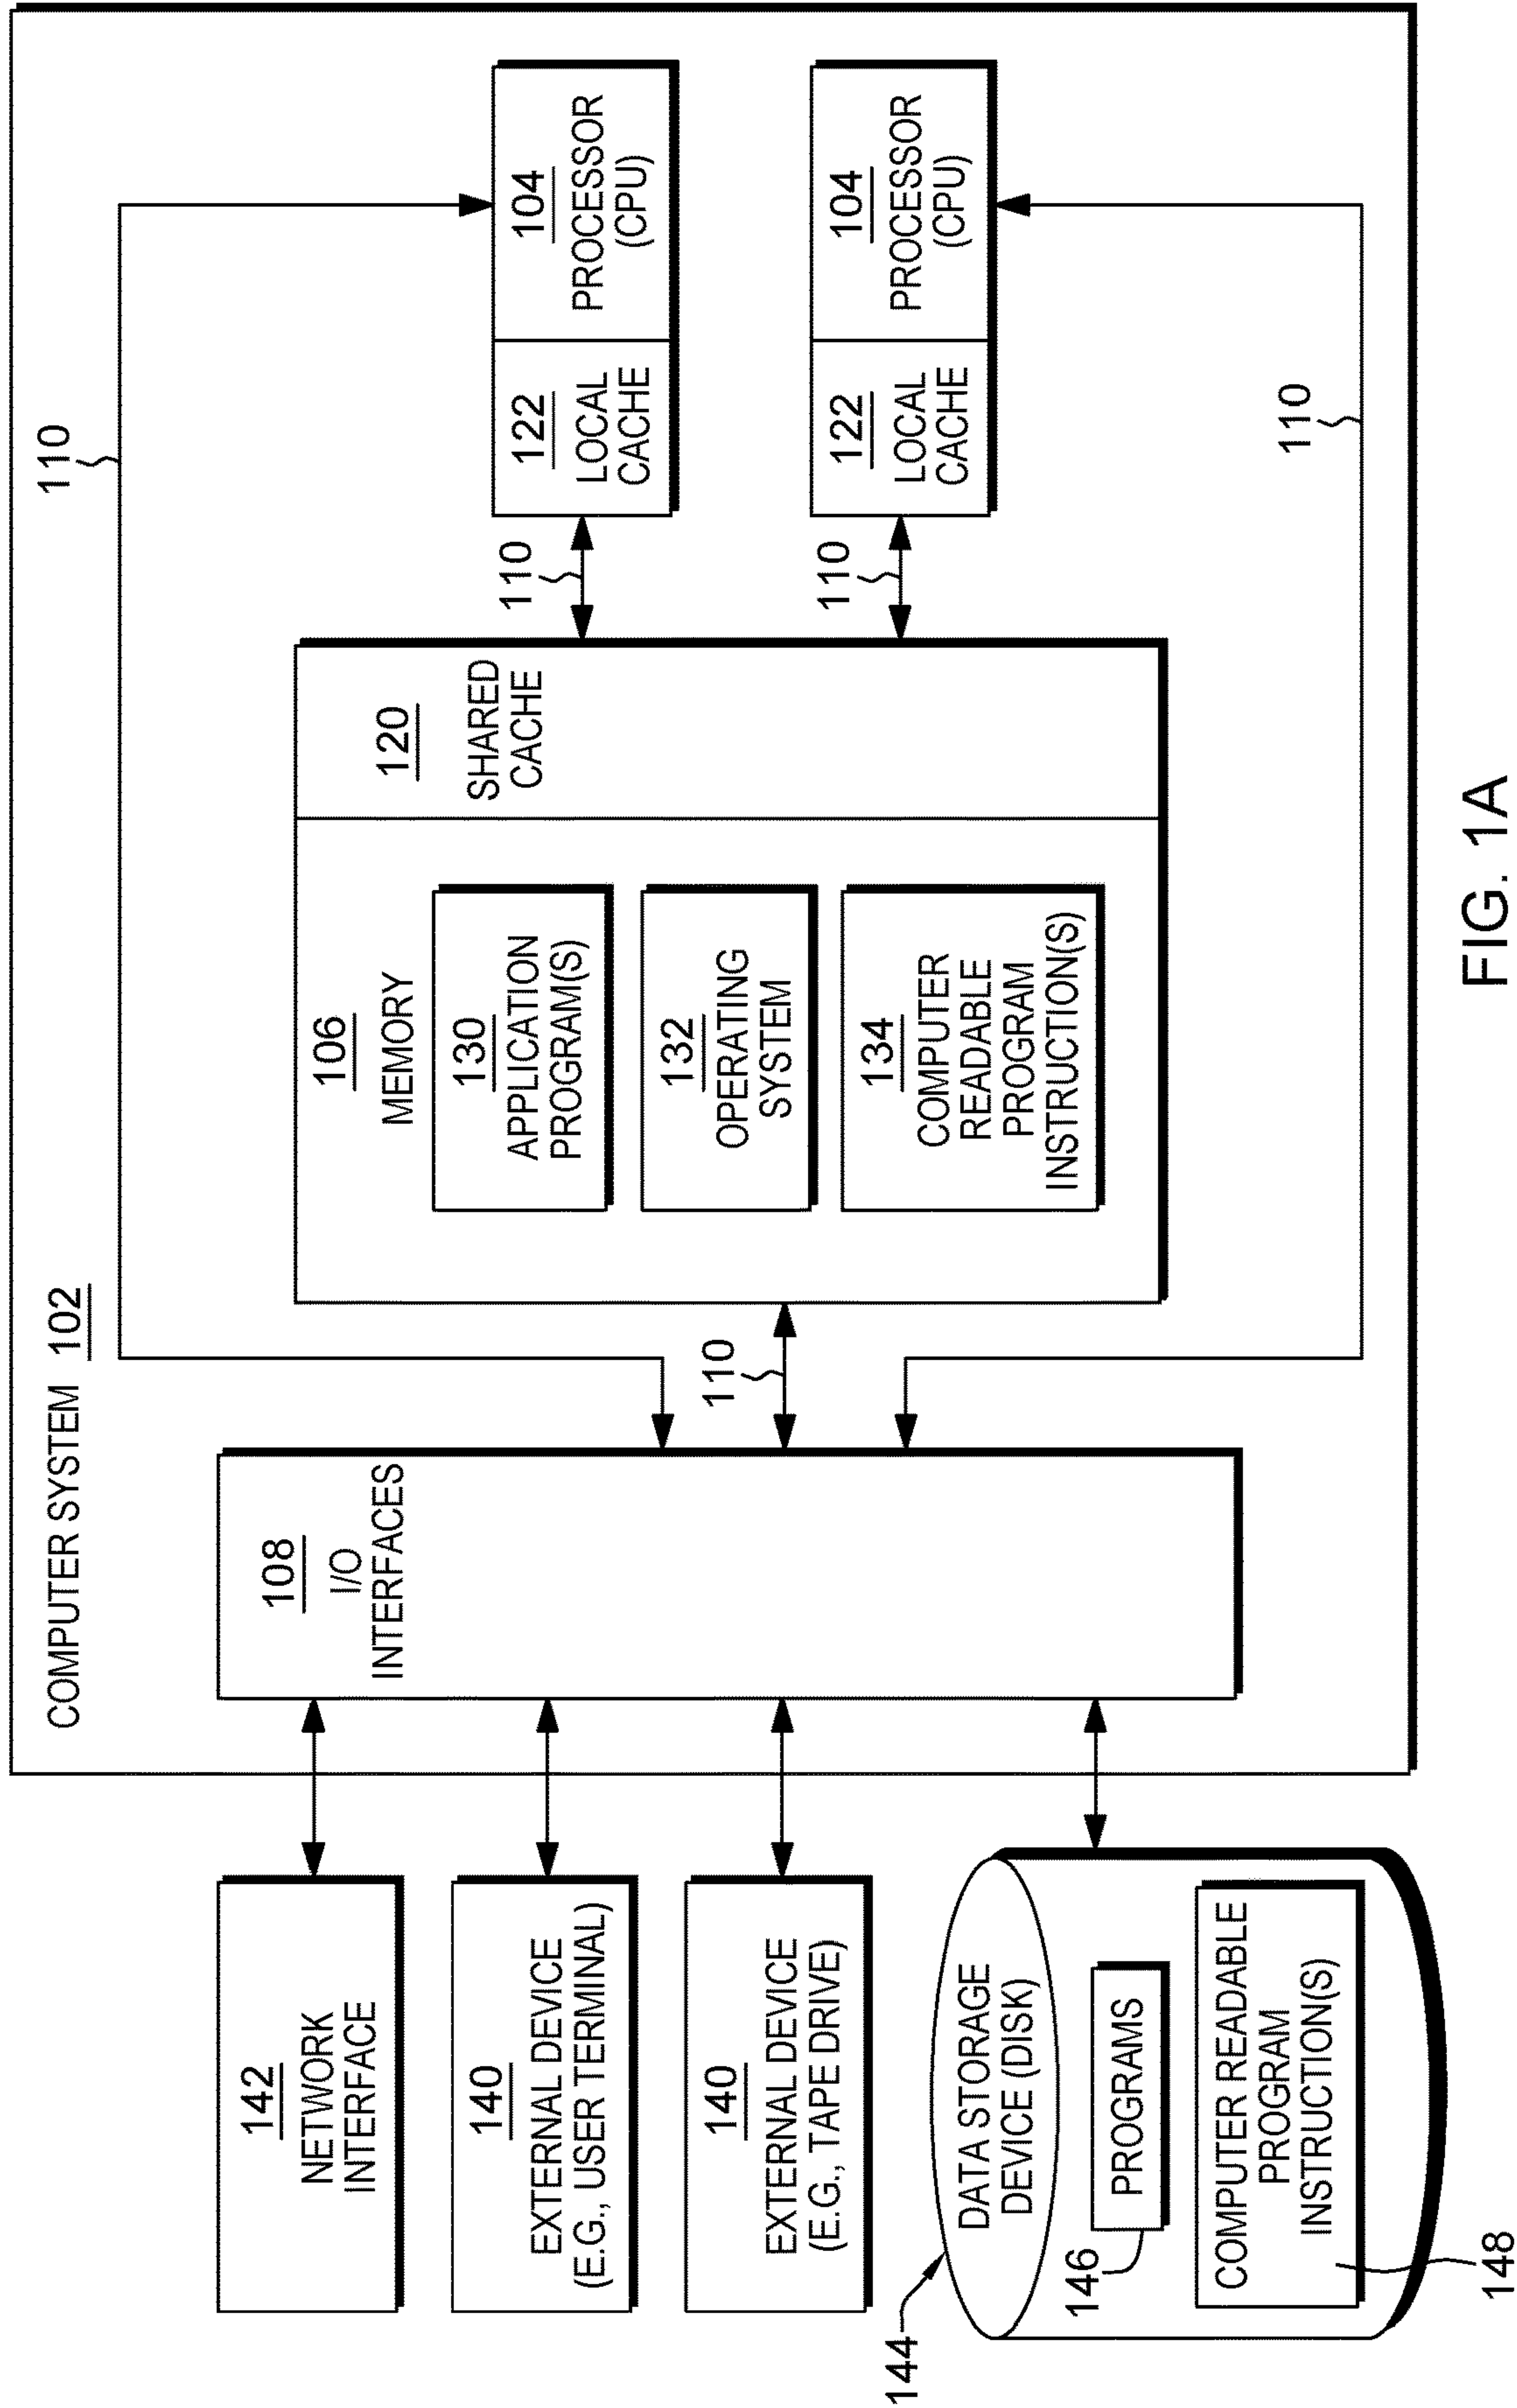 COMPUTER SYSTEM 102
142
NETWORK
INTERFACE
140
EXTERNAL DEVICE
(E.G., USER TERMINAL)
140
EXTERNAL DEVICE
(E.G., TAPE DRIVE)
144
DATA STORAGE
DEVICE (DISK)
146
PROGRAMS
COMPUTER READABLE
PROGRAM
INSTRUCTION(S)
148
108
I/O
INTERFACES
110
110
106
MEMORY
130
APPLICATION
PROGRAM(S)
132
OPERATING
SYSTEM
134
COMPUTER
READABLE
PROGRAM
INSTRUCTION(S)
120
SHARED
CACHE
110
110
122
LOCAL
CACHE
104
PROCESSOR
(CPU)
122
LOCAL
CACHE
104
PROCESSOR
(CPU)
110
FIG. 1A